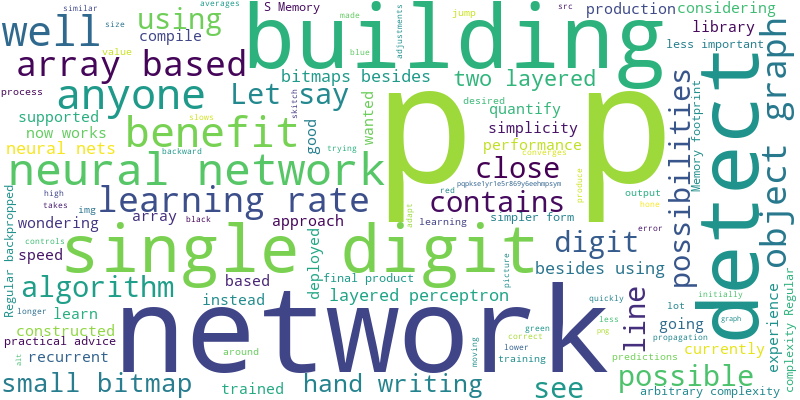 similar
averages
made
blue
adjustments
jump
src
S Memory
production
considering
size
using
compile
library
less important
well
building
array based
value
process
bitmaps besides
two layered
skitch
slows
backward
trying
wanted
desired
quantify
converges
anyone
Let say
supported
now works
neural nets
benefit
good
p p
simplicity
performance
Memory footprint
detect
object graph
possibilities
neural network
close
pqpkse1yr1e5r869y6eehmpsym
produce
high
takes
img
black
learning rate
red
contains
output
home
wondering
array
approach
learning
simpler form
adapt
error
Regular backpropped
speed
controls
single digit
digit
line
based
deployed
final product
picture
besides using
going
experience
complexity Regular
initially
algorithm
instead
layered perceptron
quickly
lot
longer
learn
constructed
network
less
png
graph
propagation
practical advice
around
green
correct
currently
alt
recurrent
moving
lower
training
predictions
small bitmap
trained
hand writing
see
possible
arbitrary complexity